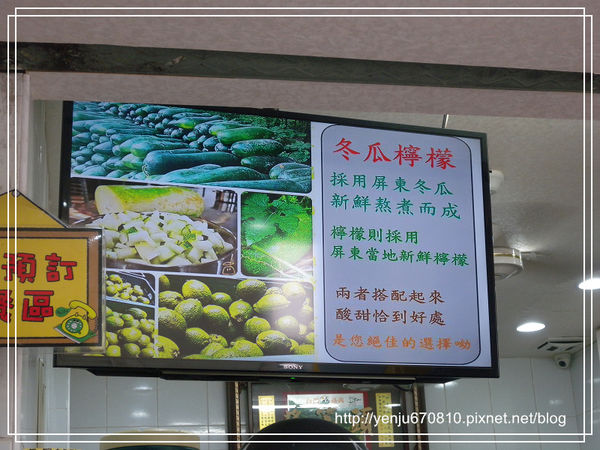 冬瓜檸檬
採用屏東冬瓜
新鮮熬煮而成
檸檬則採用
屏東當地新鮮檸檬
兩者搭配起來
酸甜恰到好處
是您絕佳的選擇呦
SONY
預訂
區
http://yenju670810.pixnet.net/blog